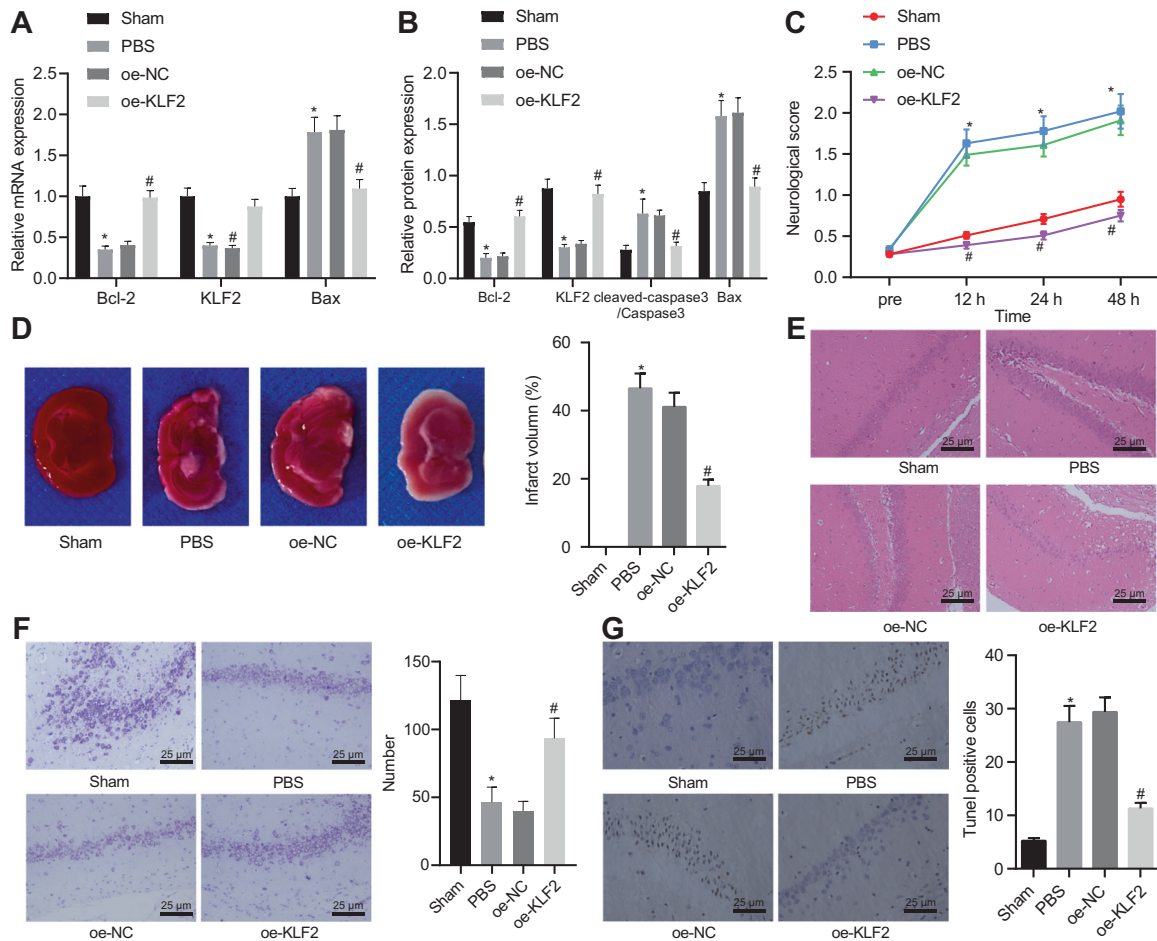 A
Sham
PBS
oe-NC
oe-KLF2
Relative mRNA expression
2.5
2.0
1.5
1.0
0.5
0.0
*
#
*
#
*
#
Bcl-2
KLF2
Bax
B
Sham
PBS
oe-NC
oe-KLF2
Relative protein expression
2.0
1.5
1.0
0.5
0.0
*
#
*
#
*
#
*
#
Bcl-2
KLF2
cleaved-caspase3
/Caspase3
Bax
C
Sham
PBS
oe-NC
oe-KLF2
Neurological score
2.5
2.0
1.5
1.0
0.5
0.0
*
*
*
#
#
#
pre
12 h
24 h
48 h
Time
D
Sham
PBS
oe-NC
oe-KLF2
Infarct volumn (%)
60
40
20
0
*
#
Sham
PBS
oe-NC
oe-KLF2
E
25 µm
25 µm
Sham
PBS
25 µm
25 µm
oe-NC
oe-KLF2
F
25 µm
25 µm
Sham
PBS
25 µm
25 µm
oe-NC
oe-KLF2
Number
150
100
50
0
*
#
Sham
PBS
oe-NC
oe-KLF2
G
25 µm
25 µm
Sham
PBS
25 µm
25 µm
oe-NC
oe-KLF2
Tunel positive cells
40
30
20
10
0
*
#
Sham
PBS
oe-NC
oe-KLF2